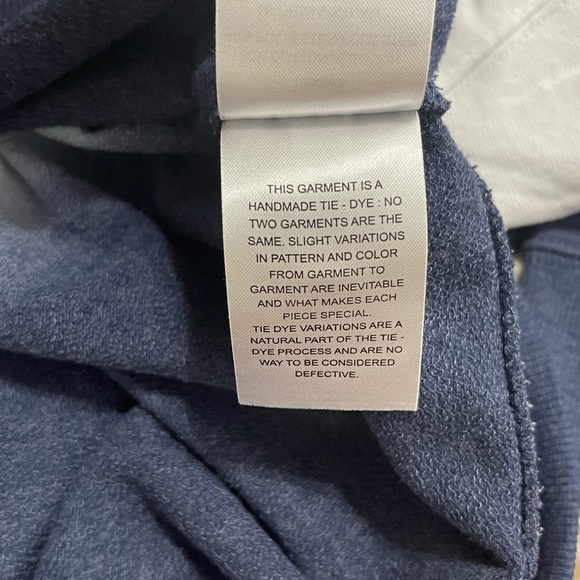 THIS GARMENT IS A
HANDMADE TIE - DYE : NO
TWO GARMENTS ARE THE
SAME. SLIGHT VARIATIONS
IN PATTERN AND COLOR
FROM GARMENT TO
GARMENT ARE INEVITABLE
AND WHAT MAKES EACH
PIECE SPECIAL.
TIE DYE VARIATIONS ARE A
NATURAL PART OF THE TIE -
DYE PROCESS AND ARE NO
WAY TO BE CONSIDERED
DEFECTIVE.